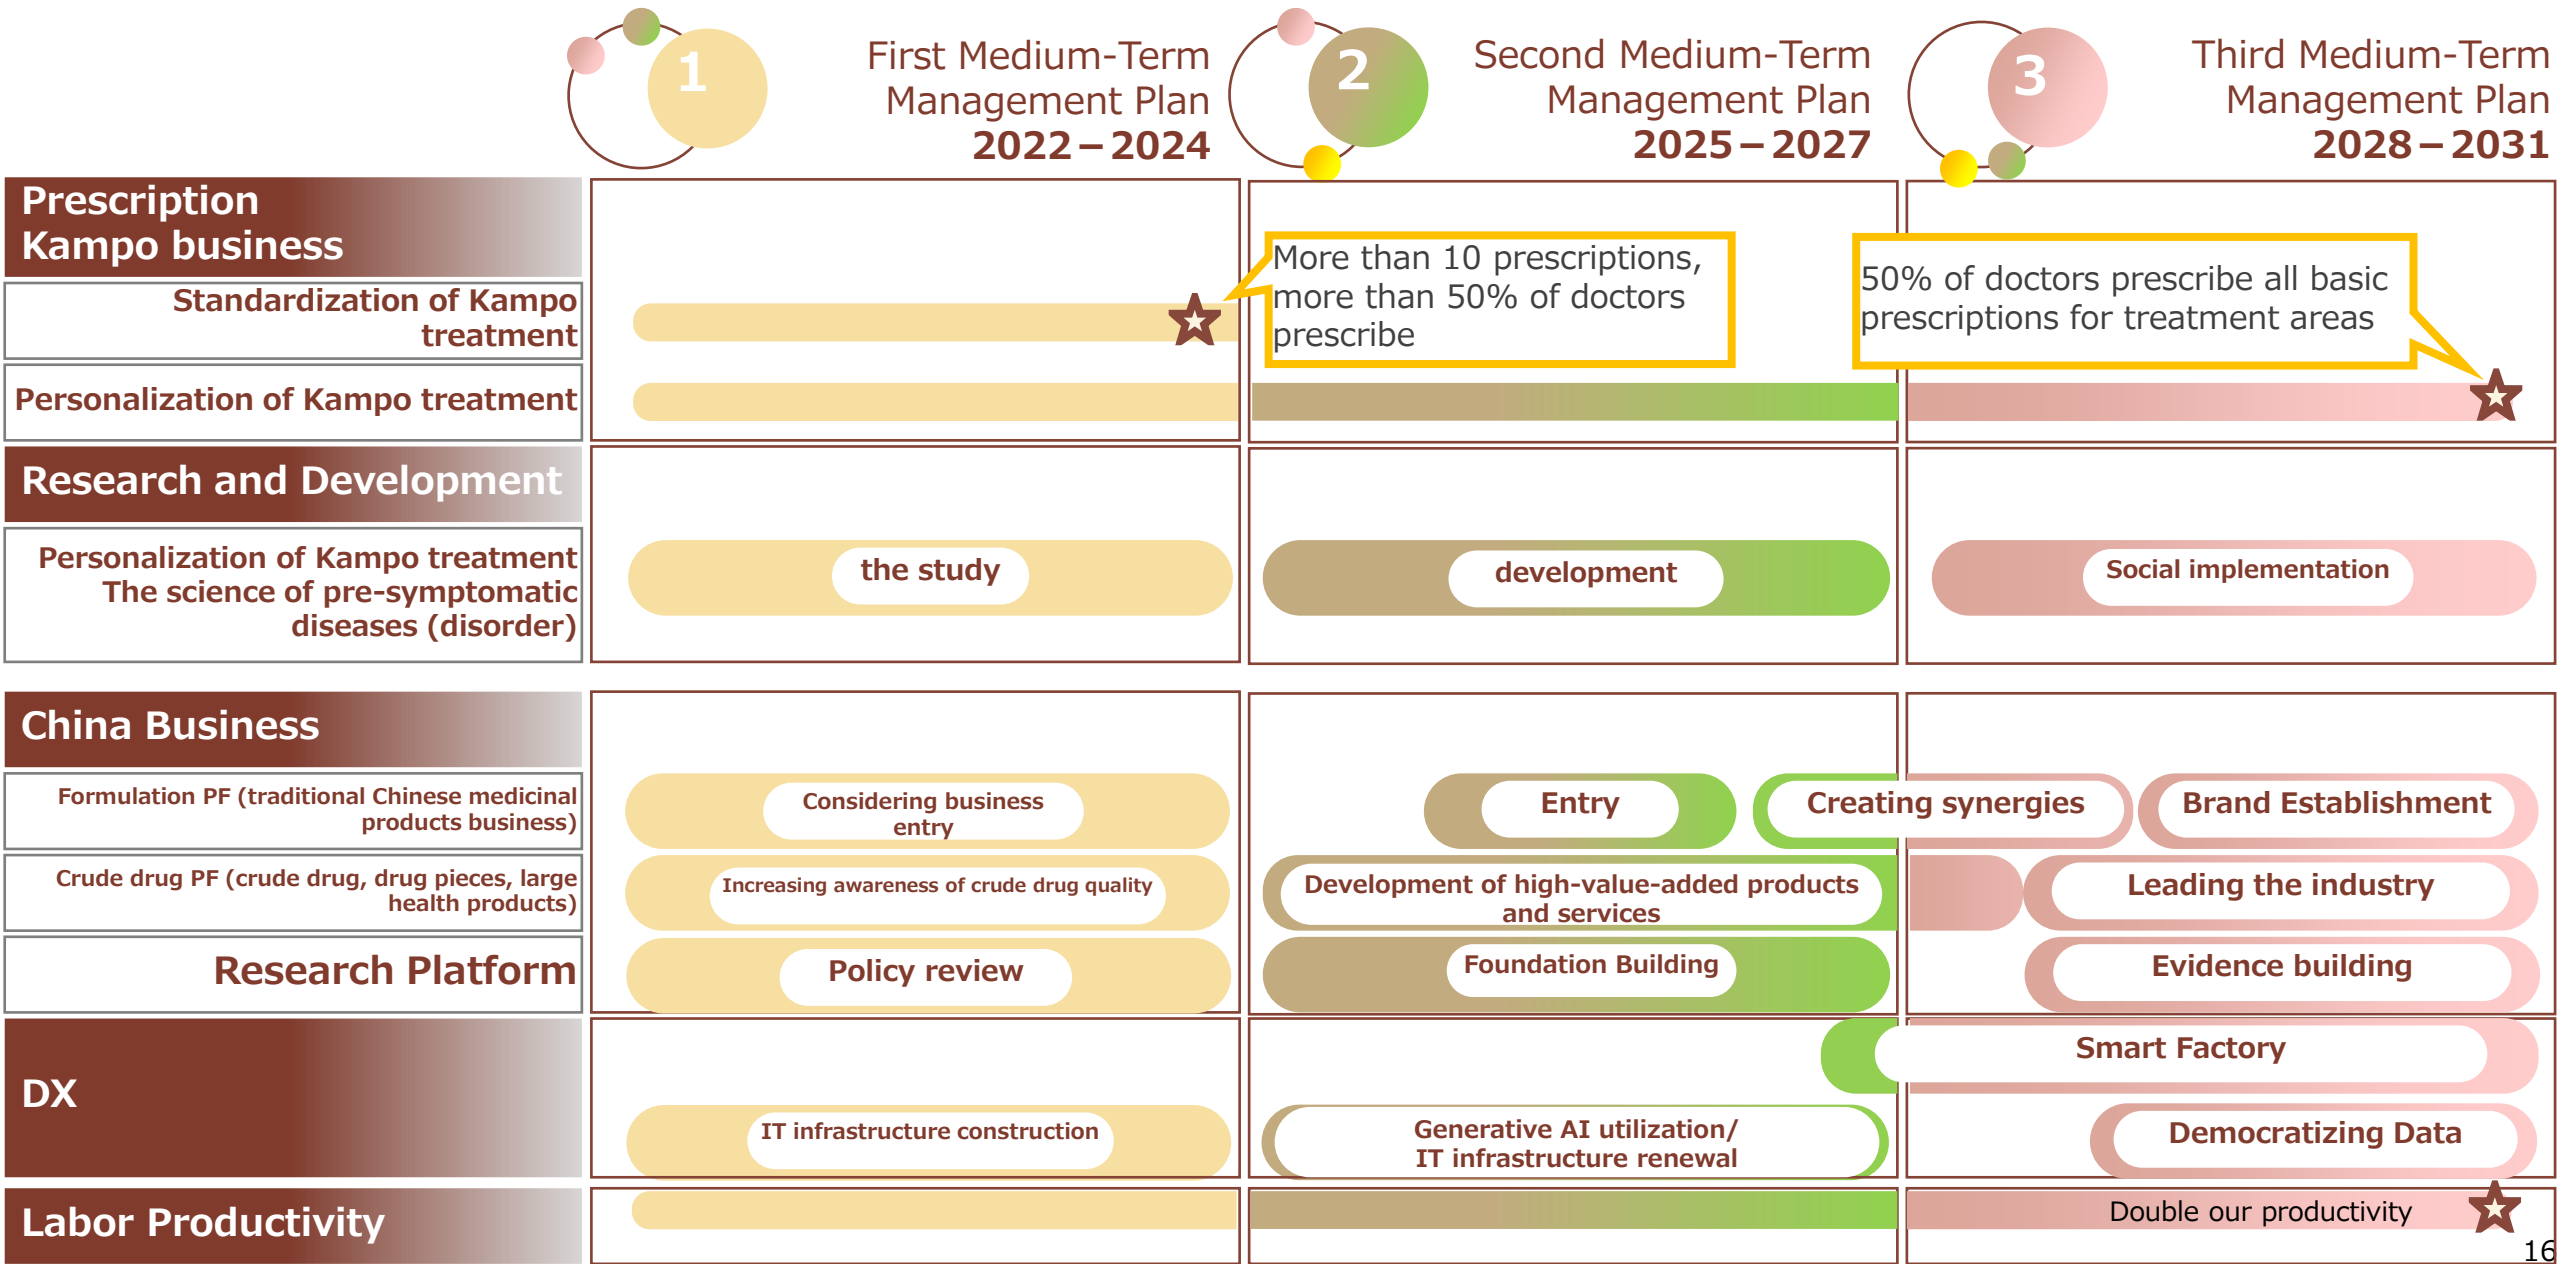 1
First Medium-Term
Management Plan
2022－2024
2
Second Medium-Term
Management Plan
2025－2027
3
Third Medium-Term
Management Plan
2028－2031
Prescription
Kampo business
Standardization of Kampo
treatment
More than 10 prescriptions,
more than 50% of doctors
prescribe
50% of doctors prescribe all basic
prescriptions for treatment areas
Personalization of Kampo treatment
Research and Development
Personalization of Kampo treatment
The science of pre-symptomatic
diseases (disorder)
the study
development
Social implementation
China Business
Formulation PF (traditional Chinese medicinal
products business)
Considering business
entry
Entry
Creating synergies
Brand Establishment
Crude drug PF (crude drug, drug pieces, large
health products)
Increasing awareness of crude drug quality
Development of high-value-added products
and services
Leading the industry
Research Platform
Policy review
Foundation Building
Evidence building
DX
Smart Factory
IT infrastructure construction
Generative AI utilization/
IT infrastructure renewal
Democratizing Data
Labor Productivity
Double our productivity
16